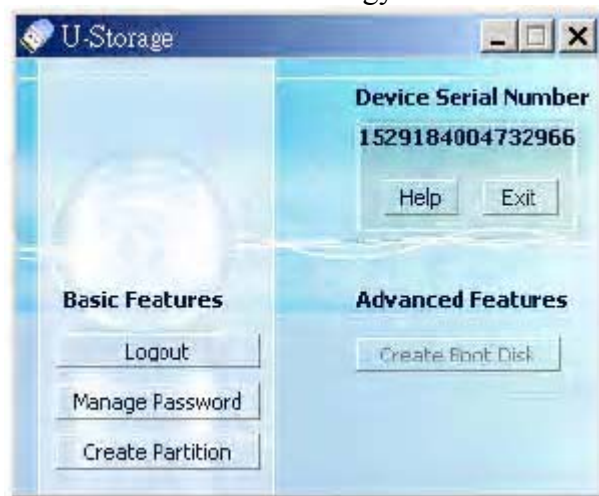 U-Storage
Device Serial Number
1529184004732966
Help
Exit
Basic Features
Advanced Features
Logout
Create Boot Disk
Manage Password
Create Partition